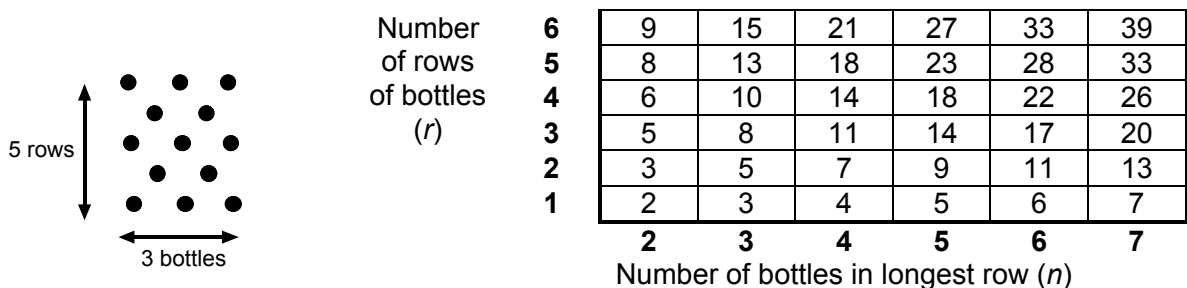 5 rows
3 bottles
Number
of rows
of bottles
(r)
6 9 15 21 27 33 39
5 8 13 18 23 28 33
4 6 10 14 18 22 26
3 5 8 11 14 17 20
2 3 5 7 9 11 13
1 2 3 4 5 6 7
2 3 4 5 6 7
Number of bottles in longest row (n)